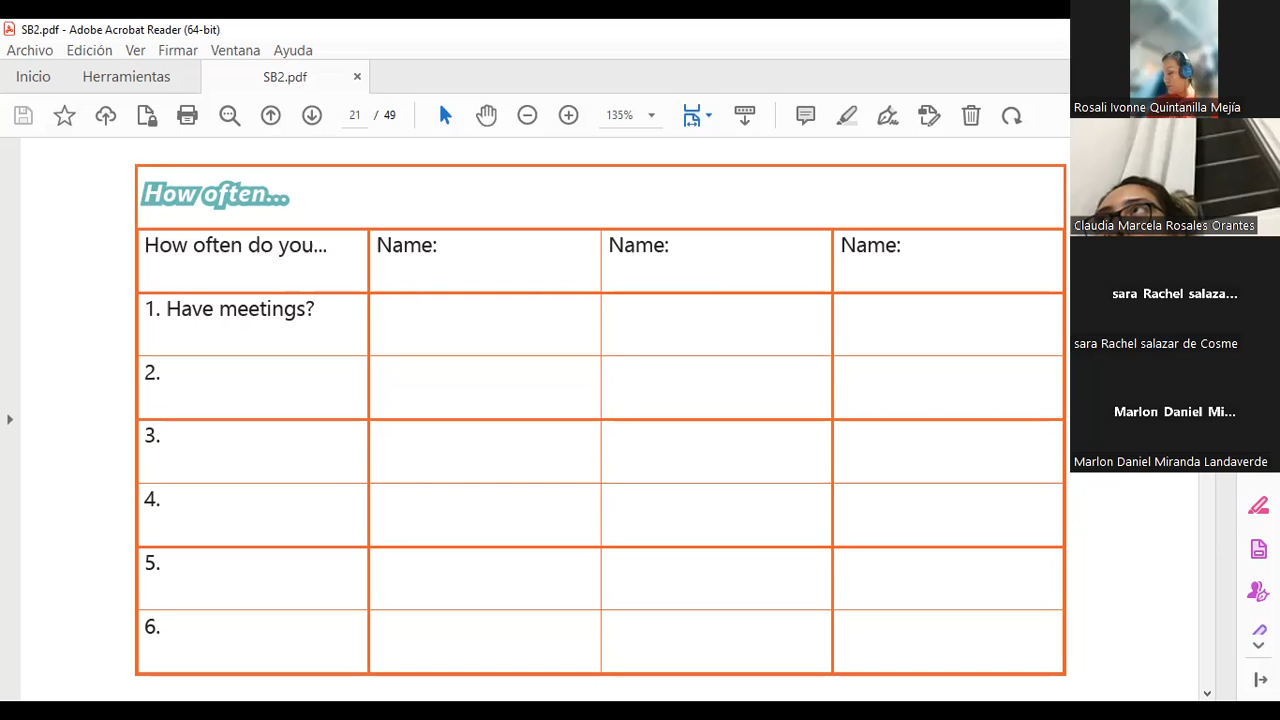 SB2.pdf - Adobe Acrobat Reader (64-bit)
Archivo Edición Ver Firmar Ventana Ayuda
Inicio Herramientas SB2.pdf
21 / 49 135%
How often...
How often do you... Name: Name: Name:
1. Have meetings?
2.
3.
4.
5.
6.
Rosali Ivonne Quintanilla Mejía
Claudia Marcela Rosales Orantes
sara Rachel salaza...
sara Rachel salazar de Cosme
Marlon Daniel Mi...
Marlon Daniel Miranda Landaverde